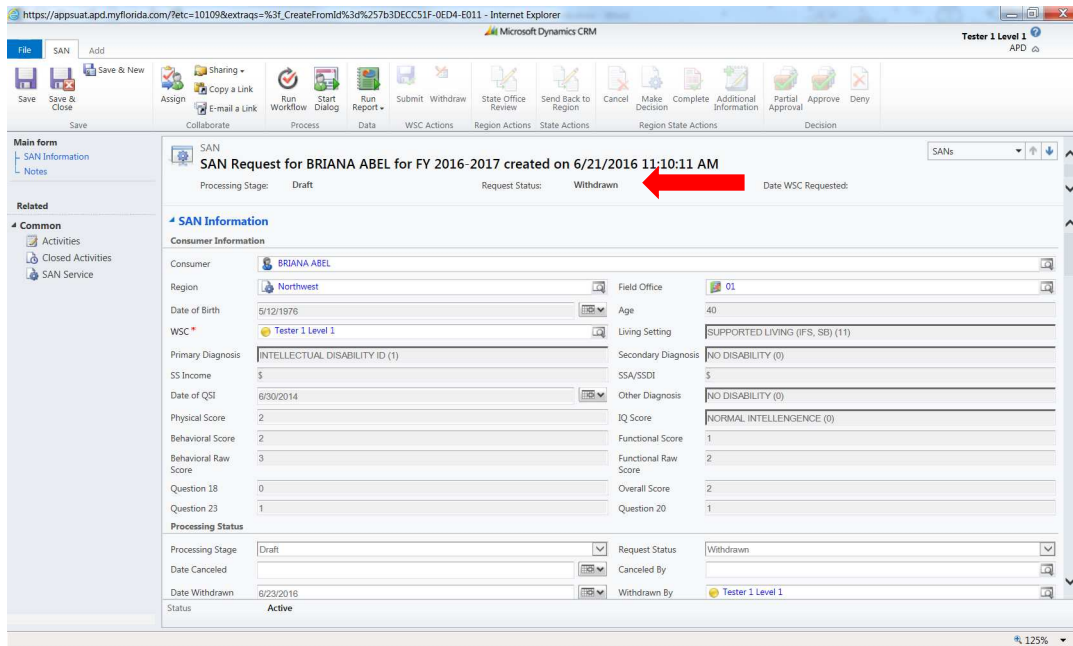 https://appsuat.apd.myflorida.com/?etc=10109&extraqs=%3f_CreateFromId%3d%257b3DECC51F-0ED4-E011 - Internet Explorer
Microsoft Dynamics CRM
Tester 1 Level 1
APD
File SAN Add
Save
Save & Close
Save & New
Assign
Sharing
Copy a Link
E-mail a Link
Run Workflow
Start Dialog
Run Report
Submit
Withdraw
State Office Review
Send Back to Region
Cancel
Make Decision
Complete
Additional Information
Partial Approval
Approve
Deny
Save Collaborate Process Data WSC Actions Region Actions State Actions Region State Actions Decision
Main form
SAN Information
Notes
Related
Common
Activities
Closed Activities
SAN Service
SAN
SANs
SAN Request for BRIANA ABEL for FY 2016-2017 created on 6/21/2016 11:10:11 AM
Processing Stage: Draft Request Status: Withdrawn Date WSC Requested:
SAN Information
Consumer Information
Consumer BRIANA ABEL
Region Northwest Field Office 01
Date of Birth 5/12/1976 Age 40
WSC * Tester 1 Level 1 Living Setting SUPPORTED LIVING (IFS, SB) (11)
Primary Diagnosis INTELLECTUAL DISABILITY ID (1) Secondary Diagnosis NO DISABILITY (0)
SS Income $ SSA/SSDI $
Date of QSI 6/30/2014 Other Diagnosis NO DISABILITY (0)
Physical Score 2 IQ Score NORMAL INTELLENGENCE (0)
Behavioral Score 2 Functional Score 1
Behavioral Raw Score 3 Functional Raw Score 2
Question 18 0 Overall Score 2
Question 23 1 Question 20 1
Processing Status
Processing Stage Draft Request Status Withdrawn
Date Canceled Canceled By
Date Withdrawn 6/23/2016 Withdrawn By Tester 1 Level 1
Status Active
125%